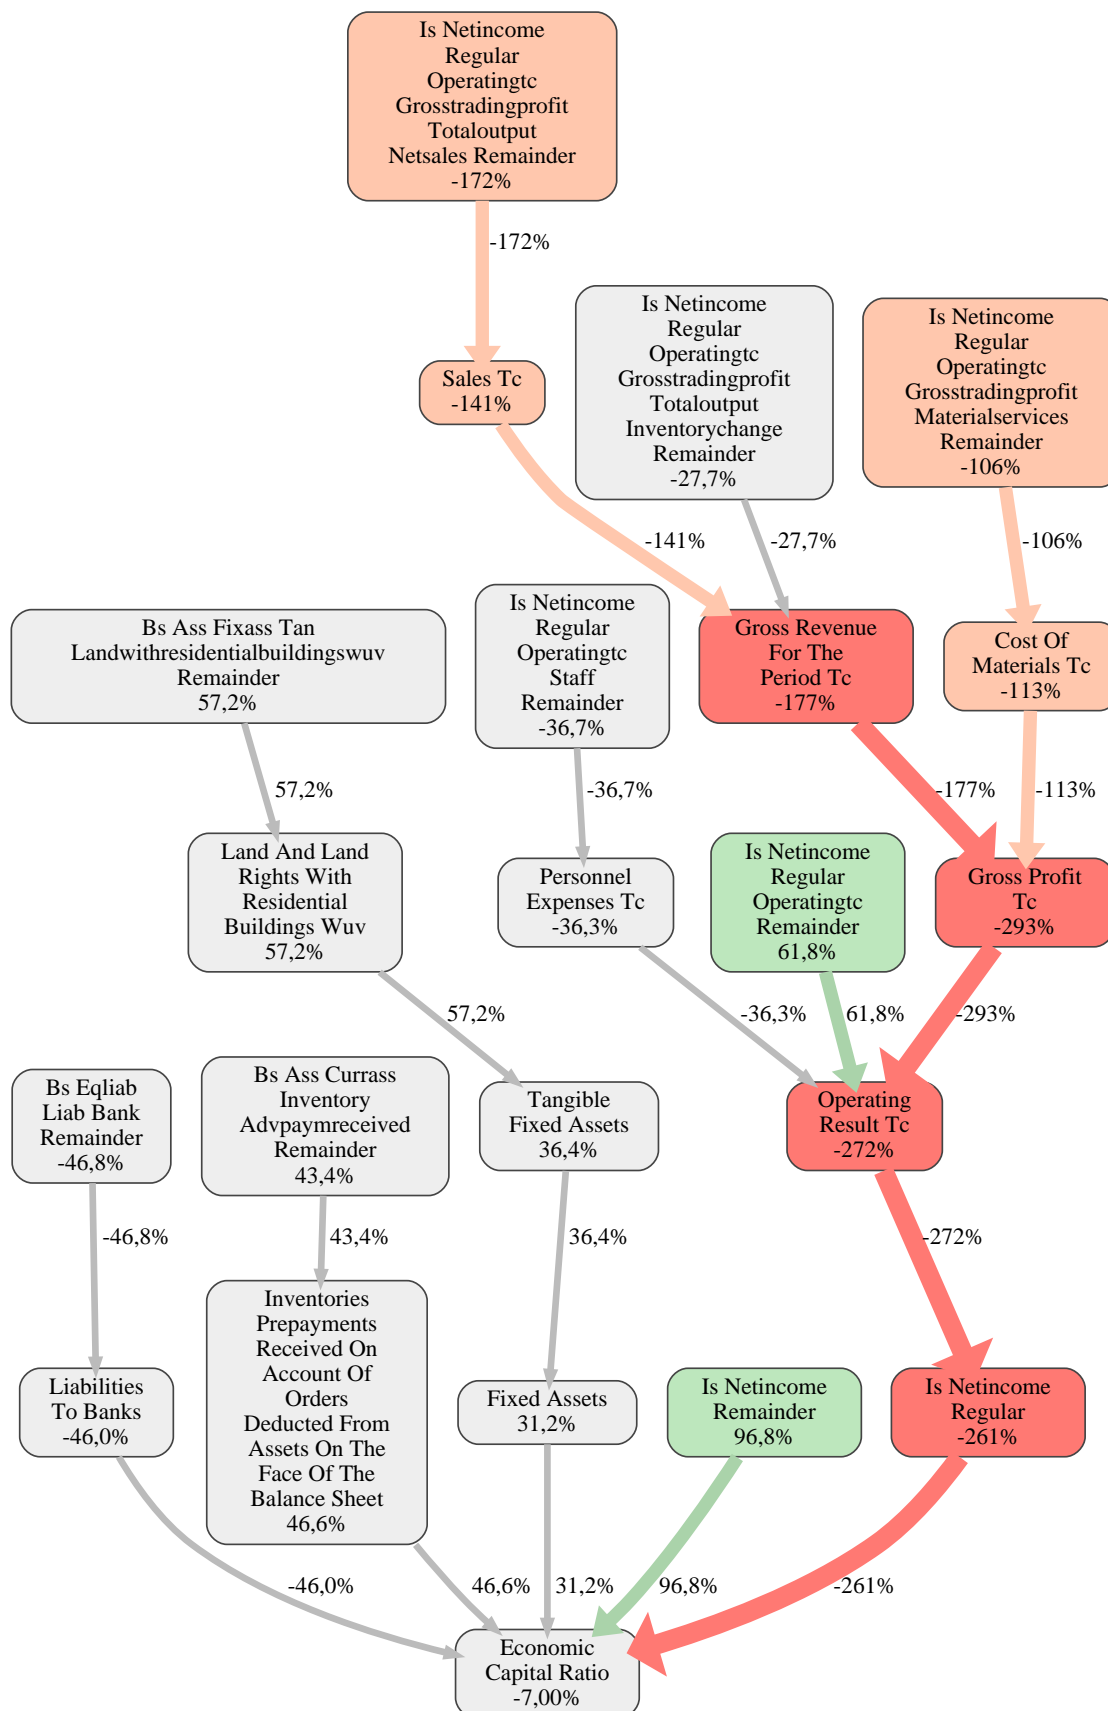 Is Netincome
Regular
Operatingtc
Grosstradingprofit
Totaloutput
Netsales Remainder
-172%
-172%
Is Netincome
Regular
Operatingtc
Grosstradingprofit
Totaloutput
Inventorychange
Remainder
-27,7%
Is Netincome
Regular
Operatingtc
Grosstradingprofit
Materialservices
Remainder
-106%
Sales Tc
-141%
-141%
-27,7%
-106%
Bs Ass Fixass Tan
Landwithresidentialbuildingswuv
Remainder
57,2%
Is Netincome
Regular
Operatingtc
Staff
Remainder
-36,7%
Gross Revenue
For The
Period Tc
-177%
Cost Of
Materials Tc
-113%
57,2%
-36,7%
-177%
-113%
Land And Land
Rights With
Residential
Buildings Wuv
57,2%
Personnel
Expenses Tc
-36,3%
Is Netincome
Regular
Operatingtc
Remainder
61,8%
Gross Profit
Tc
-293%
57,2%
-36,3%
61,8%
-293%
Bs Eqliab
Liab Bank
Remainder
-46,8%
Bs Ass Currass
Inventory
Advpaymreceived
Remainder
43,4%
Tangible
Fixed Assets
36,4%
Operating
Result Tc
-272%
-46,8%
43,4%
36,4%
-272%
Liabilities
To Banks
-46,0%
Inventories
Prepayments
Received On
Account Of
Orders
Deducted From
Assets On The
Face Of The
Balance Sheet
46,6%
Fixed Assets
31,2%
Is Netincome
Remainder
96,8%
Is Netincome
Regular
-261%
-46,0%
46,6%
31,2%
96,8%
-261%
Economic
Capital Ratio
-7,00%